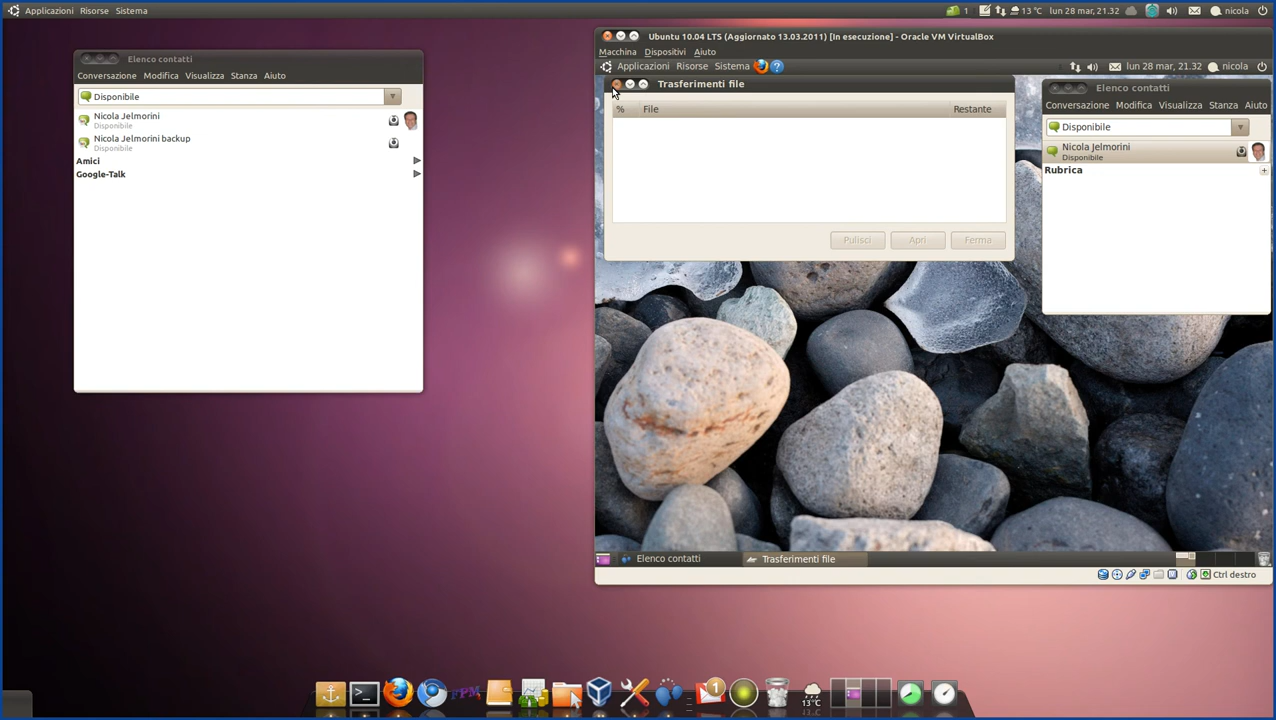 Applicazioni Risorse Sistema
1 13 °C lun 28 mar, 21.32 nicola
Elenco contatti
Conversazione Modifica Visualizza Stanza Aiuto
Disponibile
Nicola Jelmorini
Disponibile
Nicola Jelmorini backup
Disponibile
Amici
Google-Talk
Ubuntu 10.04 LTS (Aggiornato 13.03.2011) [In esecuzione] - Oracle VM VirtualBox
Macchina Dispositivi Aiuto
Applicazioni Risorse Sistema
lun 28 mar, 21.32 nicola
Trasferimenti file
% File Restante
Pulisci Apri Ferma
Elenco contatti
Conversazione Modifica Visualizza Stanza Aiuto
Disponibile
Nicola Jelmorini
Disponibile
Rubrica
Elenco contatti Trasferimenti file
Ctrl destro
1
13°C